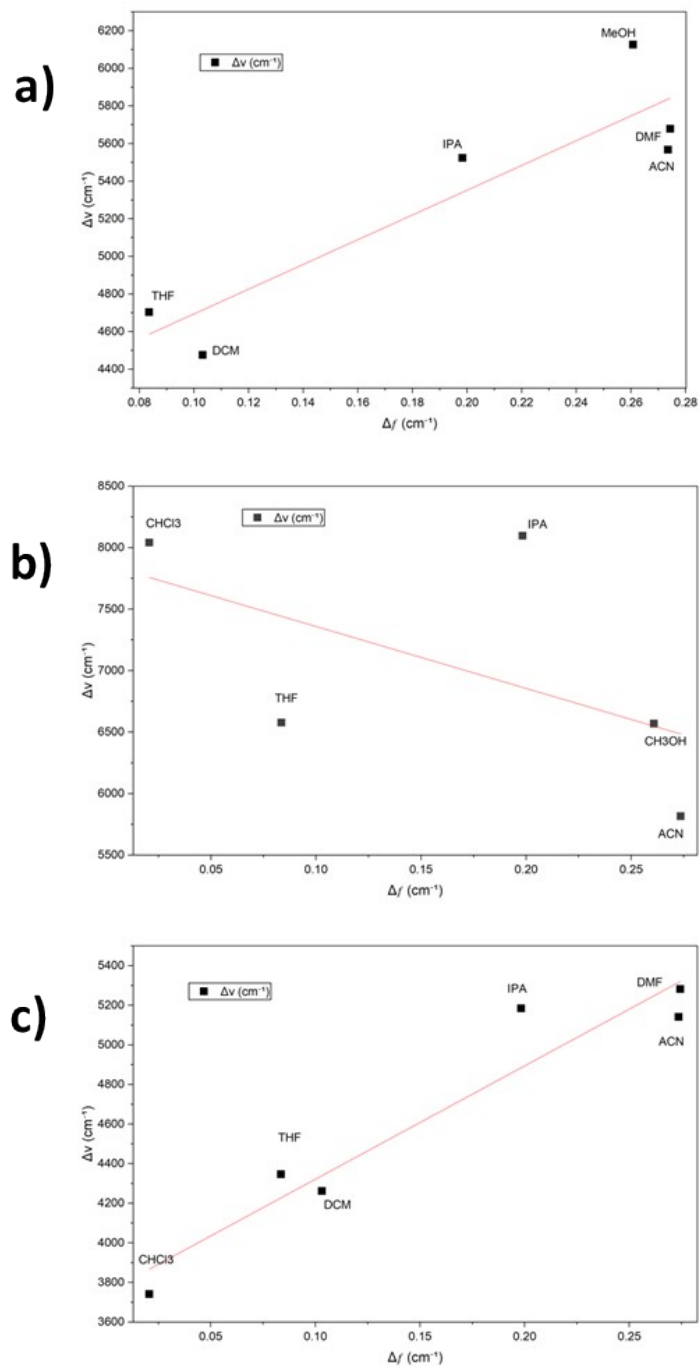 a)
Δv (cm⁻¹)
6200
6000
5800
5600
5400
5200
5000
4800
4600
4400
Δv (cm⁻¹)
MeOH
IPA
DMF
ACN
THF
DCM
0.08 0.10 0.12 0.14 0.16 0.18 0.20 0.22 0.24 0.26 0.28
Δf (cm⁻¹)
b)
Δv (cm⁻¹)
8500
8000
7500
7000
6500
6000
5500
CHCl3
Δv (cm⁻¹)
IPA
THF
CH3OH
ACN
0.05 0.10 0.15 0.20 0.25
Δf (cm⁻¹)
c)
Δv (cm⁻¹)
5400
5200
5000
4800
4600
4400
4200
4000
3800
3600
Δv (cm⁻¹)
IPA
DMF
ACN
THF
DCM
CHCl3
0.05 0.10 0.15 0.20 0.25
Δf (cm⁻¹)